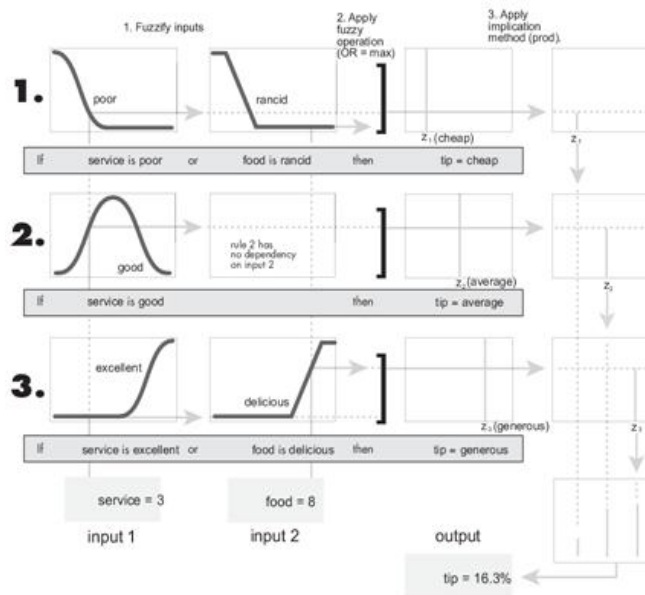 1. Fuzzify inputs
2. Apply
fuzzy
operation
(OR = max)
3. Apply
implication
method (prod).
1.
poor
rancid
z₁ (cheap)
z₁
If service is poor or food is rancid then tip = cheap
2.
good
rule 2 has
no dependency
on input 2
z₂ (average)
z₂
If service is good then tip = average
3.
excellent
delicious
z₃ (generous)
z₃
If service is excellent or food is delicious then tip = generous
service = 3
food = 8
input 1
input 2
output
tip = 16.3%